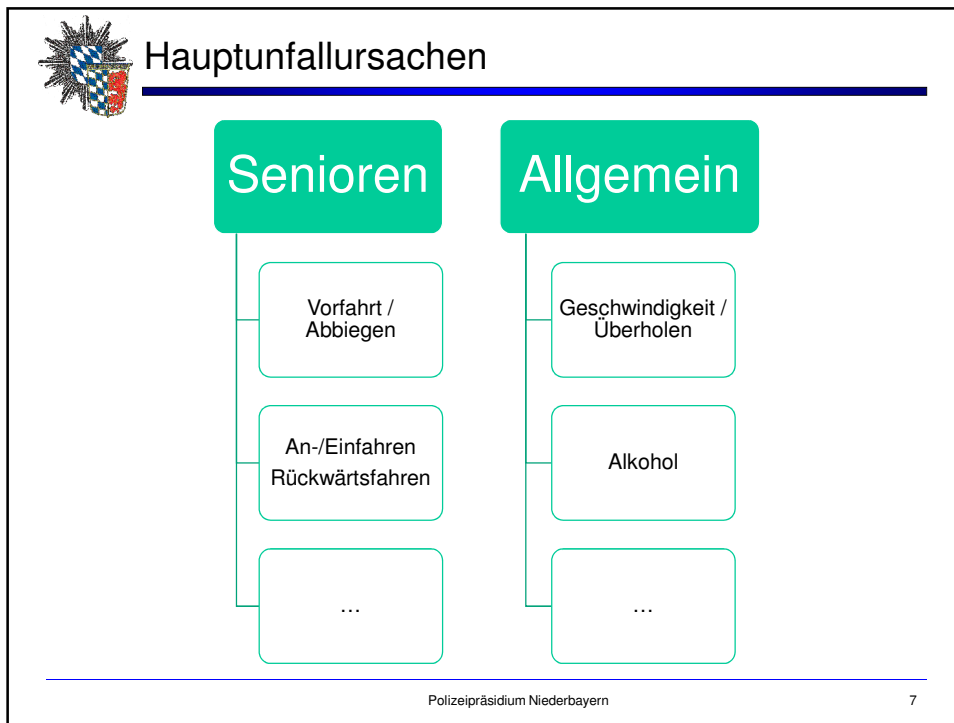 Hauptunfallursachen
Senioren
Vorfahrt /
Abbiegen
An-/Einfahren
Rückwärtsfahren
…
Allgemein
Geschwindigkeit /
Überholen
Alkohol
…
Polizeipräsidium Niederbayern
7